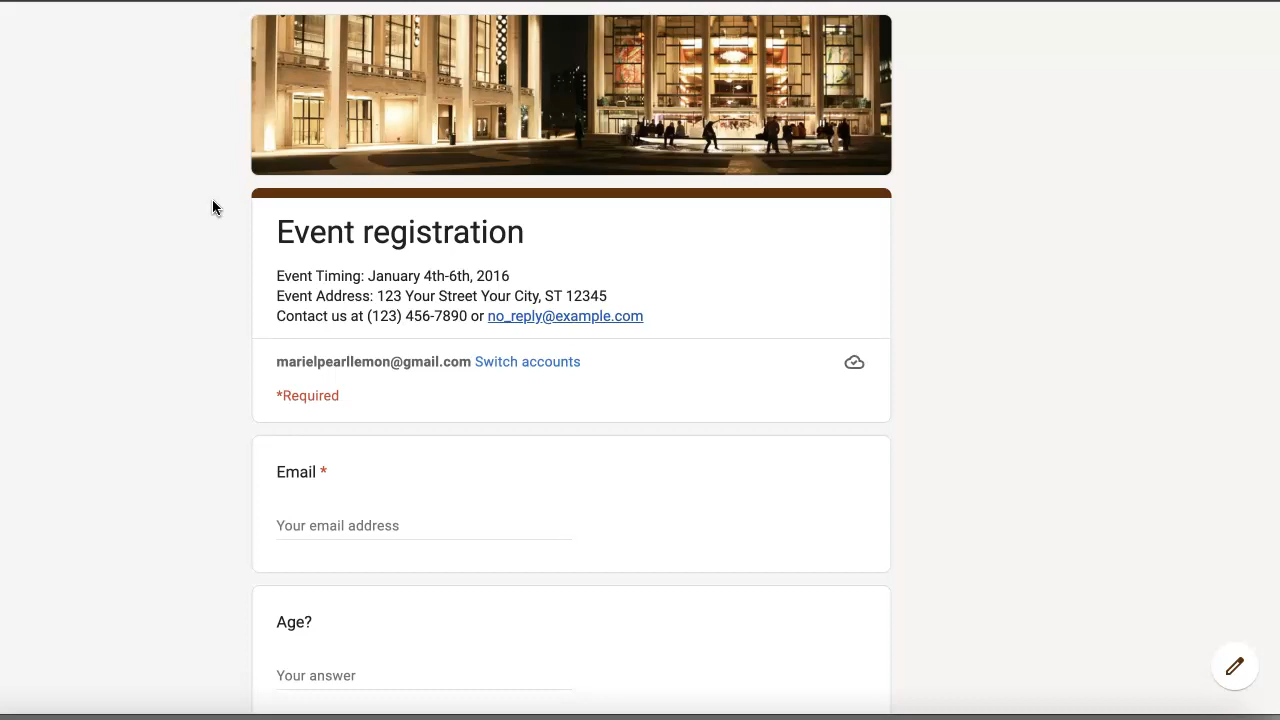 Event registration
Event Timing: January 4th-6th, 2016
Event Address: 123 Your Street Your City, ST 12345
Contact us at (123) 456-7890 or no_reply@example.com
marielpearllemon@gmail.com Switch accounts
*Required
Email *
Your email address
Age?
Your answer